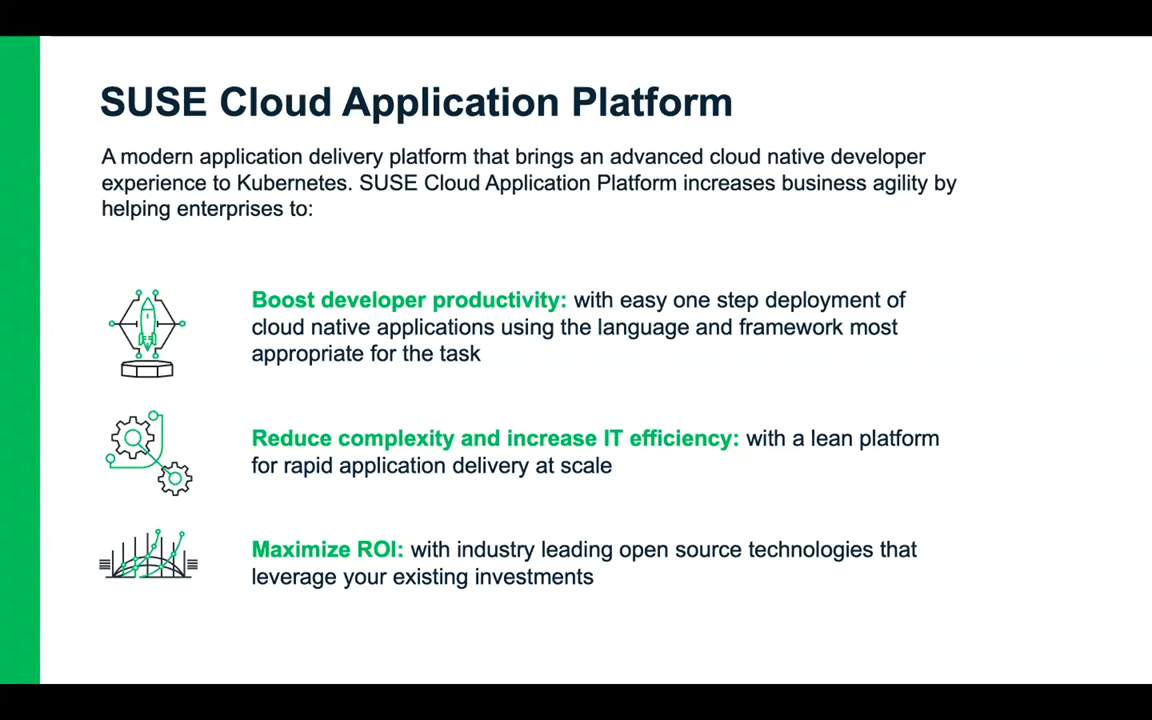 SUSE Cloud Application Platform
A modern application delivery platform that brings an advanced cloud native developer
experience to Kubernetes. SUSE Cloud Application Platform increases business agility by
helping enterprises to:
Boost developer productivity: with easy one step deployment of
cloud native applications using the language and framework most
appropriate for the task
Reduce complexity and increase IT efficiency: with a lean platform
for rapid application delivery at scale
Maximize ROI: with industry leading open source technologies that
leverage your existing investments